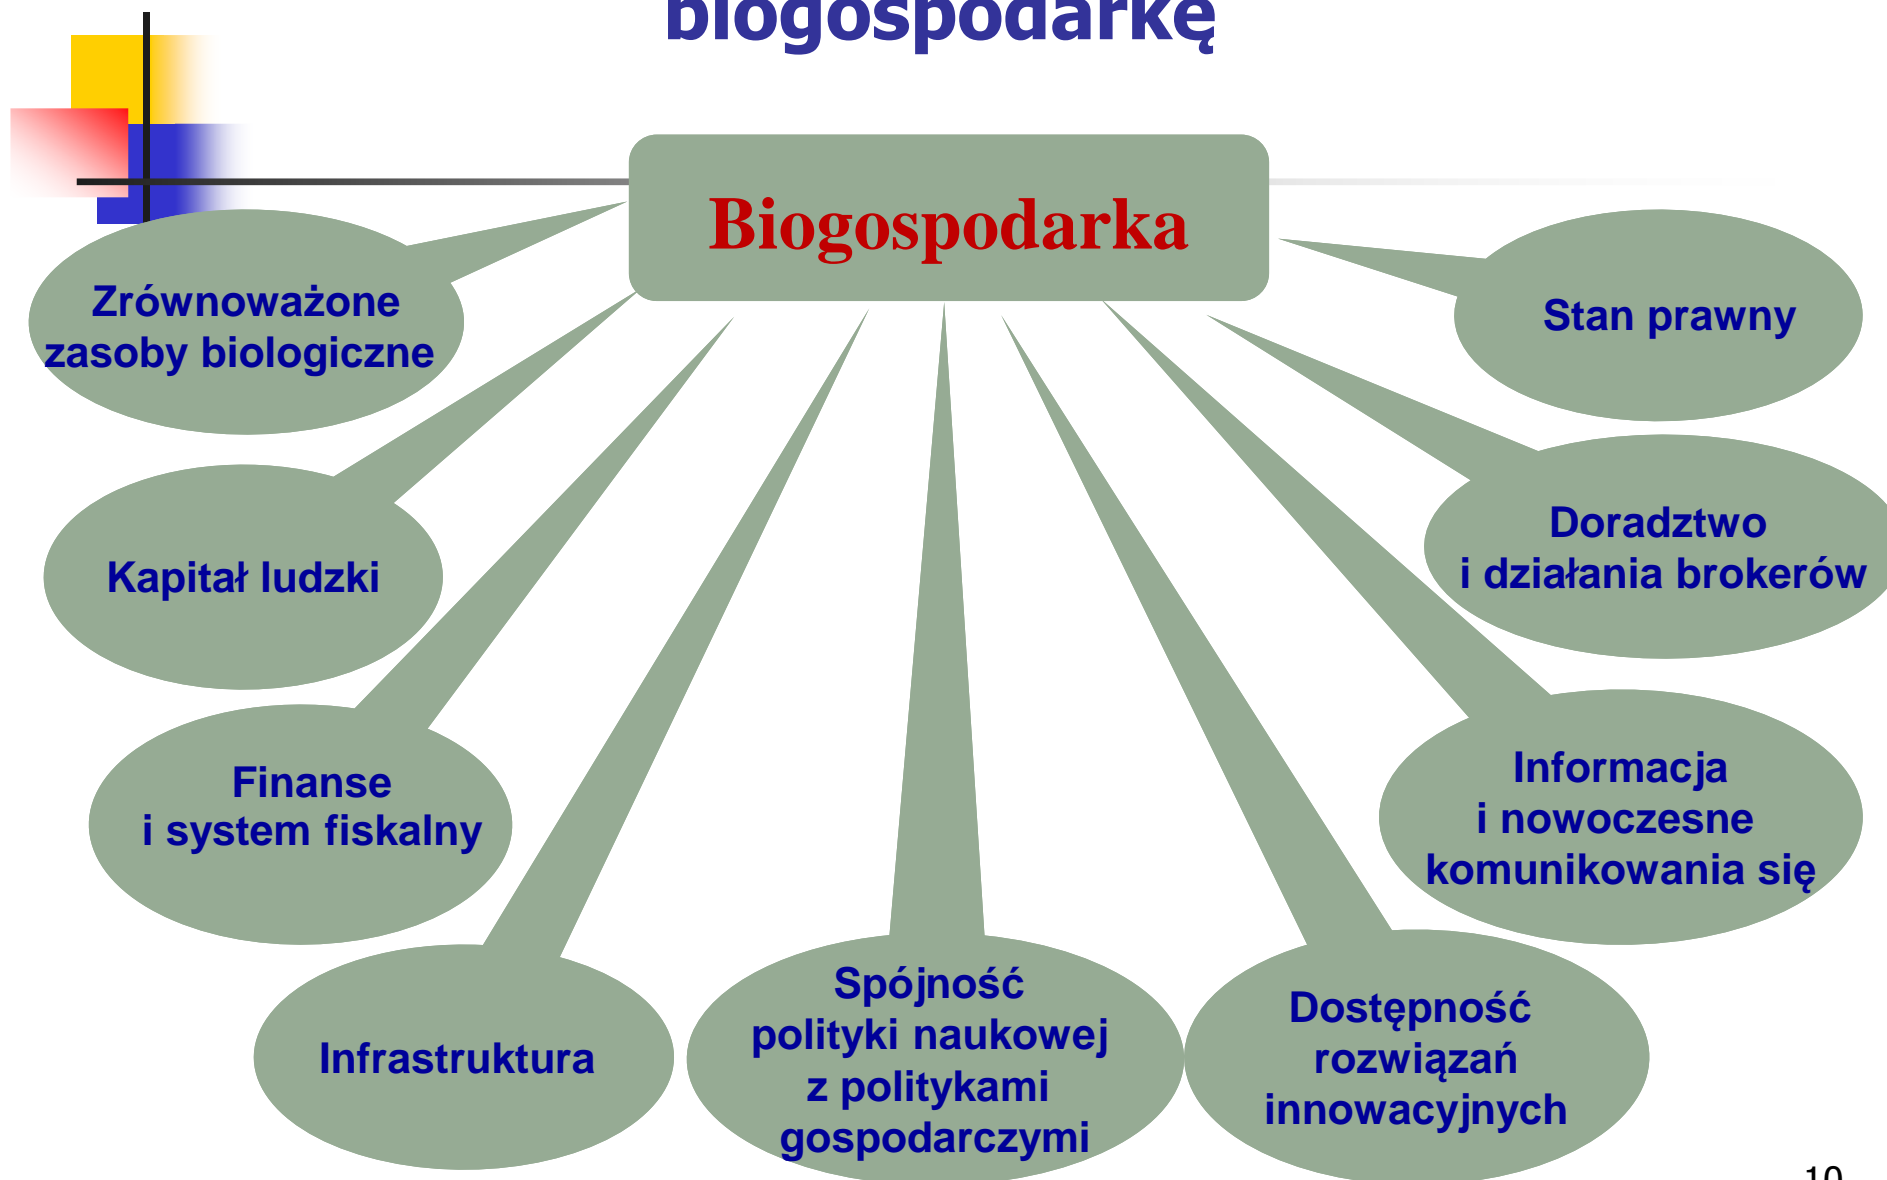 biogospodarkę
Biogospodarka
Zrównoważone
zasoby biologiczne
Stan prawny
Kapitał ludzki
Doradztwo
i działania brokerów
Finanse
i system fiskalny
Informacja
i nowoczesne
komunikowania się
Infrastruktura
Spójność
polityki naukowej
z politykami
gospodarczymi
Dostępność
rozwiązań
innowacyjnych
10